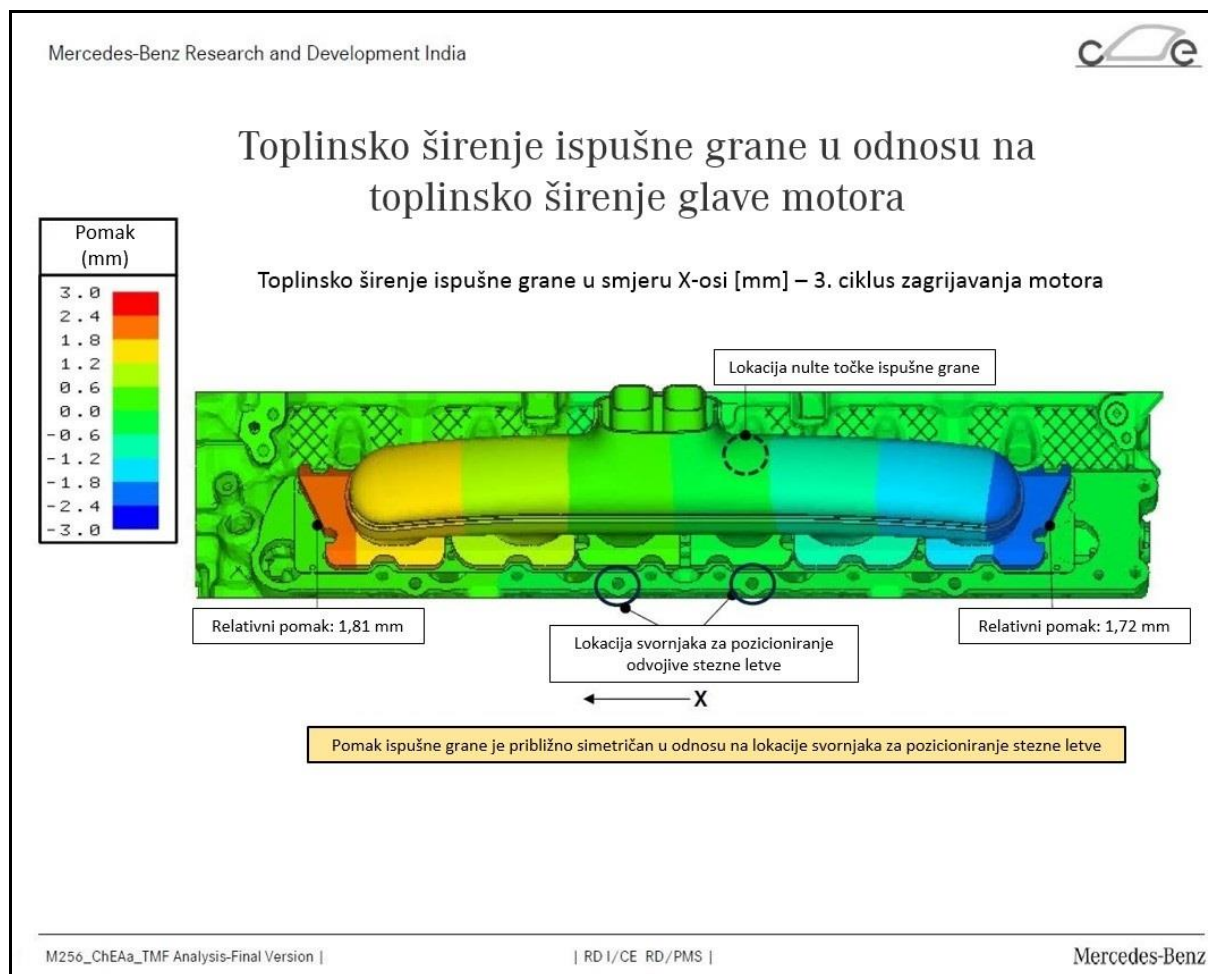 Mercedes-Benz Research and Development India
c e
Toplinsko širenje ispušne grane u odnosu na
toplinsko širenje glave motora
Pomak
(mm)
Toplinsko širenje ispušne grane u smjeru X-osi [mm] – 3. ciklus zagrijavanja motora
3.0
2.4
1.8
1.2
0.6
0.0
-0.6
-1.2
-1.8
-2.4
-3.0
Lokacija nulte točke ispušne grane
Relativni pomak: 1,81 mm
Relativni pomak: 1,72 mm
Lokacija svornjaka za pozicioniranje
odvojive stezne letve
X
Pomak ispušne grane je približno simetričan u odnosu na lokacije svornjaka za pozicioniranje stezne letve
M256_ChEAa_TMF Analysis-Final Version |
| RD I/CE RD/PMS |
Mercedes-Benz